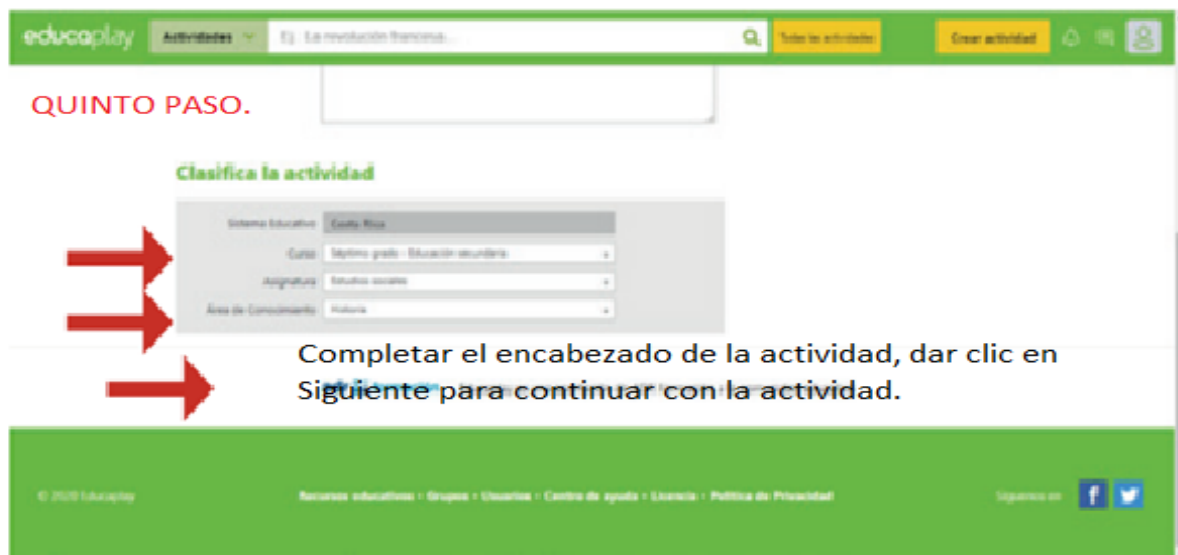 educaplay Actividades Ej. La revolución francesa... Todas las actividades Crear actividad
QUINTO PASO.
Clasifica la actividad
Sistema Educativo Costa Rica
Curso Séptimo grado - Educación secundaria
Asignatura Estudios sociales
Área de Conocimiento Historia
Completar el encabezado de la actividad, dar clic en
Siguiente para continuar con la actividad.
© 2020 Educaplay Recursos educativos - Grupos - Usuarios - Centro de ayuda - Licencia - Política de Privacidad Síguenos en